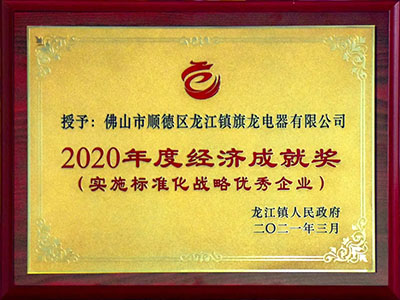 授予：佛山市顺德区龙江镇旗龙电器有限公司
2020年度经济成就奖
（实施标准化战略优秀企业）
龙江镇人民政府
二〇二一年三月